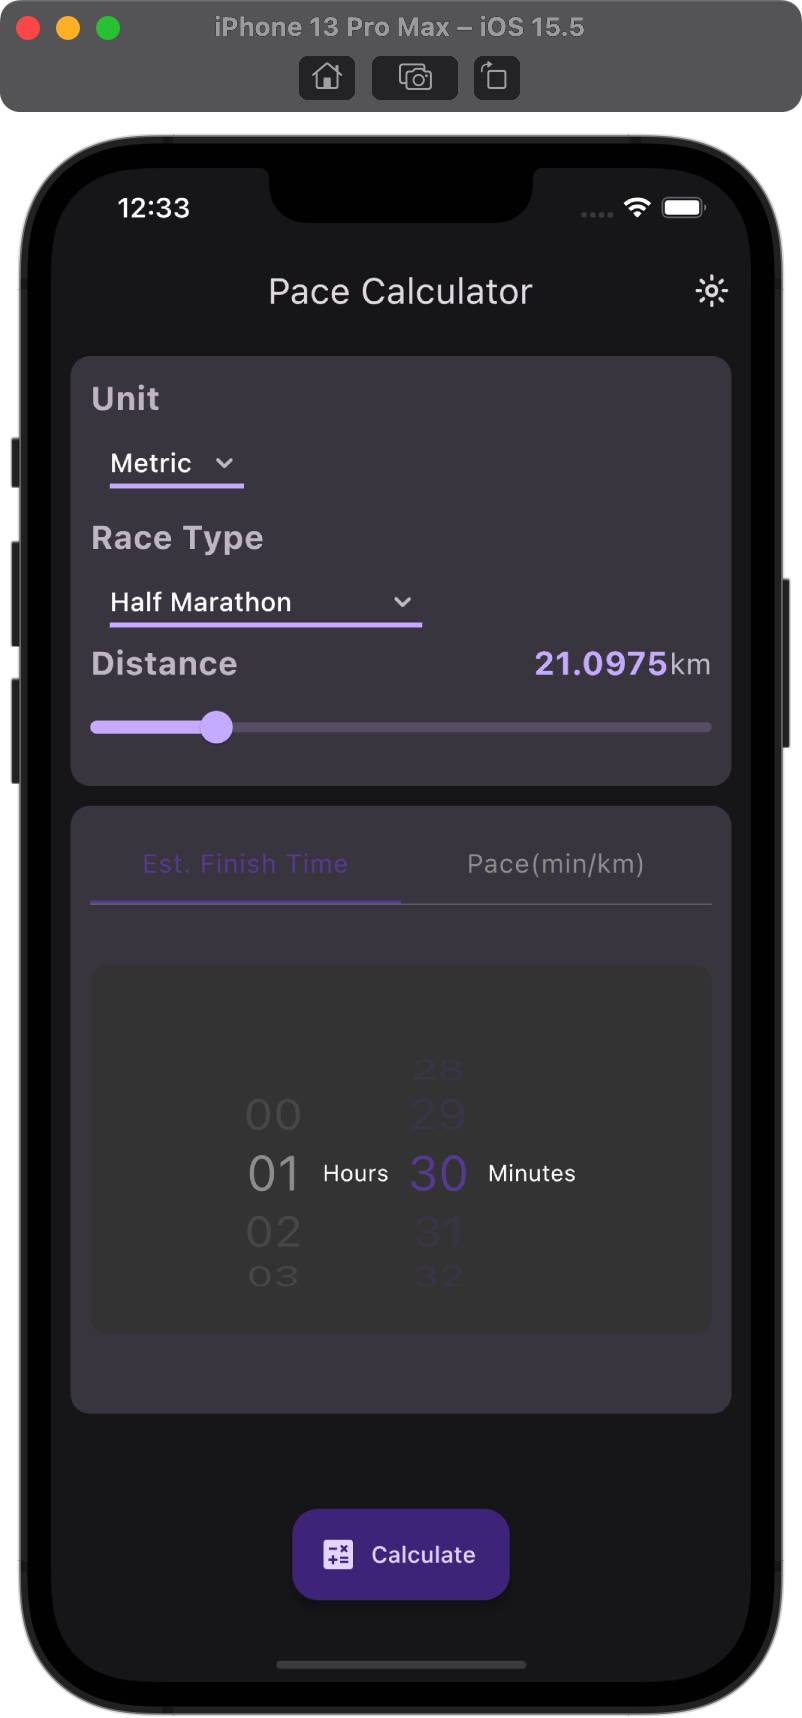 iPhone 13 Pro Max – iOS 15.5
12:33
Pace Calculator
Unit
Metric
Race Type
Half Marathon
Distance 21.0975km
Est. Finish Time Pace(min/km)
28
00 29
01 Hours 30 Minutes
02 31
03 32
Calculate